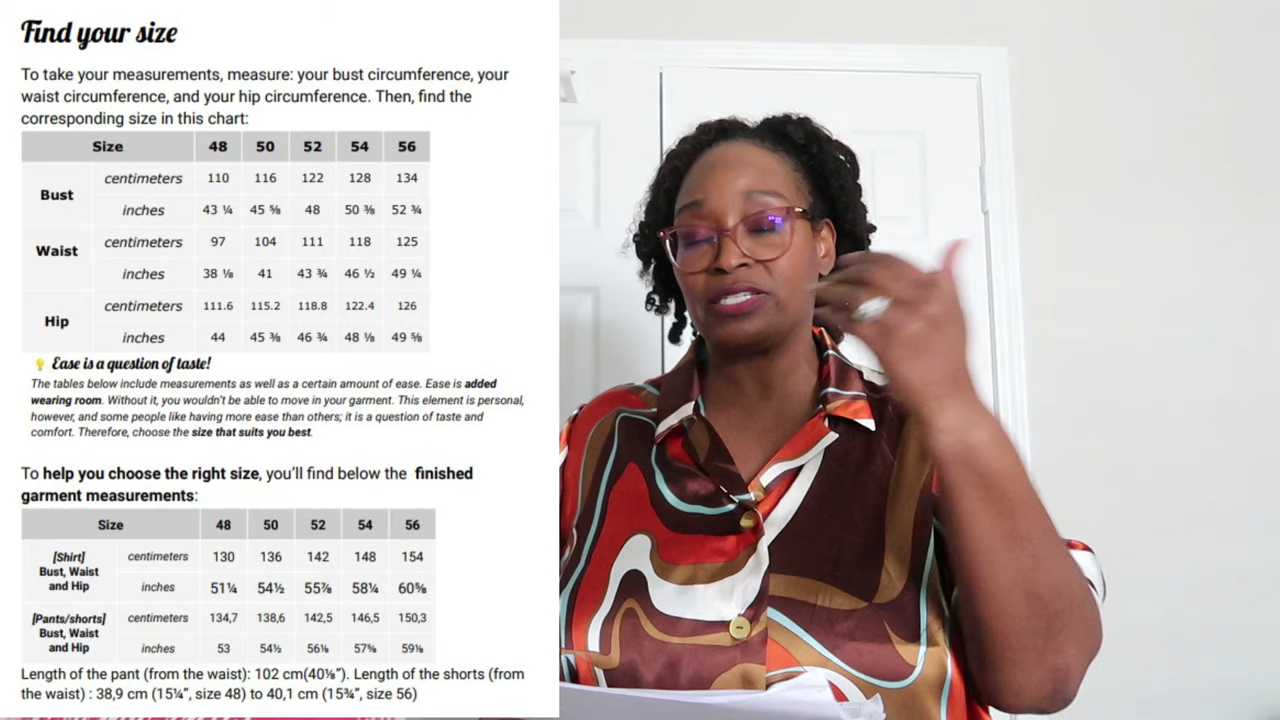 Find your size
To take your measurements, measure: your bust circumference, your
waist circumference, and your hip circumference. Then, find the
corresponding size in this chart:
Size 48 50 52 54 56
Bust centimeters 110 116 122 128 134
inches 43 ¼ 45 ⅝ 48 50 ⅜ 52 ¾
Waist centimeters 97 104 111 118 125
inches 38 ⅛ 41 43 ¾ 46 ½ 49 ¼
Hip centimeters 111.6 115.2 118.8 122.4 126
inches 44 45 ⅜ 46 ¾ 48 ⅛ 49 ⅝
💡 Ease is a question of taste!
The tables below include measurements as well as a certain amount of ease. Ease is added
wearing room. Without it, you wouldn't be able to move in your garment. This element is personal,
however, and some people like having more ease than others; it is a question of taste and
comfort. Therefore, choose the size that suits you best.
To help you choose the right size, you'll find below the finished
garment measurements:
Size 48 50 52 54 56
[Shirt]
Bust, Waist
and Hip
centimeters 130 136 142 148 154
inches 51¼ 54½ 55⅞ 58¼ 60⅝
[Pants/shorts]
Bust, Waist
and Hip
centimeters 134,7 138,6 142,5 146,5 150,3
inches 53 54½ 56⅛ 57⅝ 59⅛
Length of the pant (from the waist): 102 cm(40⅛"). Length of the shorts (from
the waist) : 38,9 cm (15¼", size 48) to 40,1 cm (15¾", size 56)